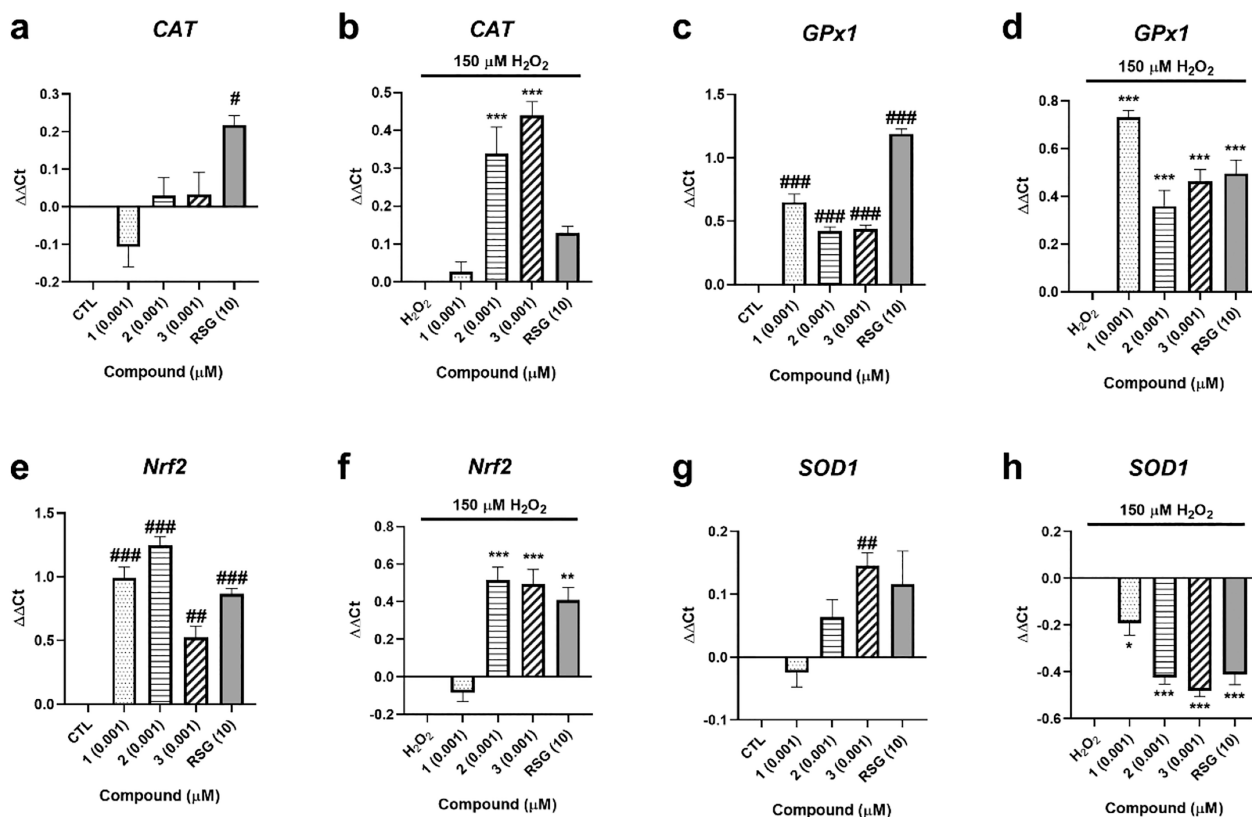 a
CAT
ΔΔCt
0.3
0.2
0.1
0.0
-0.1
-0.2
#
CTL
1 (0.001)
2 (0.001)
3 (0.001)
RSG (10)
Compound (μM)
b
CAT
150 μM H₂O₂
ΔΔCt
0.5
0.4
0.3
0.2
0.1
0.0
***
***
H₂O₂
1 (0.001)
2 (0.001)
3 (0.001)
RSG (10)
Compound (μM)
c
GPx1
ΔΔCt
1.5
1.0
0.5
0.0
###
###
###
###
CTL
1 (0.001)
2 (0.001)
3 (0.001)
RSG (10)
Compound (μM)
d
GPx1
150 μM H₂O₂
ΔΔCt
0.8
0.6
0.4
0.2
0.0
***
***
***
***
H₂O₂
1 (0.001)
2 (0.001)
3 (0.001)
RSG (10)
Compound (μM)
e
Nrf2
ΔΔCt
1.5
1.0
0.5
0.0
###
###
##
###
CTL
1 (0.001)
2 (0.001)
3 (0.001)
RSG (10)
Compound (μM)
f
Nrf2
150 μM H₂O₂
ΔΔCt
0.8
0.6
0.4
0.2
0.0
-0.2
***
***
**
H₂O₂
1 (0.001)
2 (0.001)
3 (0.001)
RSG (10)
Compound (μM)
g
SOD1
ΔΔCt
0.2
0.1
0.0
-0.1
##
CTL
1 (0.001)
2 (0.001)
3 (0.001)
RSG (10)
Compound (μM)
h
SOD1
150 μM H₂O₂
ΔΔCt
0.2
0.0
-0.2
-0.4
-0.6
*
***
***
***
H₂O₂
1 (0.001)
2 (0.001)
3 (0.001)
RSG (10)
Compound (μM)